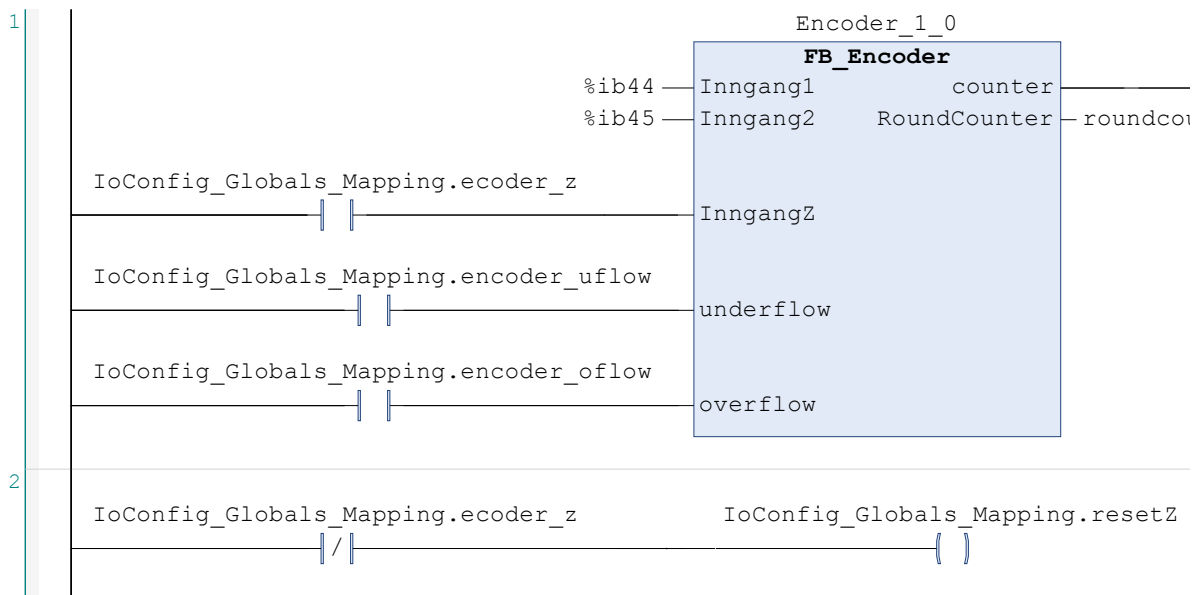 1
Encoder_1_0
FB_Encoder
%ib44 Inngang1 counter
%ib45 Inngang2 RoundCounter roundcou
IoConfig_Globals_Mapping.ecoder_z
InngangZ
IoConfig_Globals_Mapping.encoder_uflow
underflow
IoConfig_Globals_Mapping.encoder_oflow
overflow
2
IoConfig_Globals_Mapping.ecoder_z IoConfig_Globals_Mapping.resetZ
/